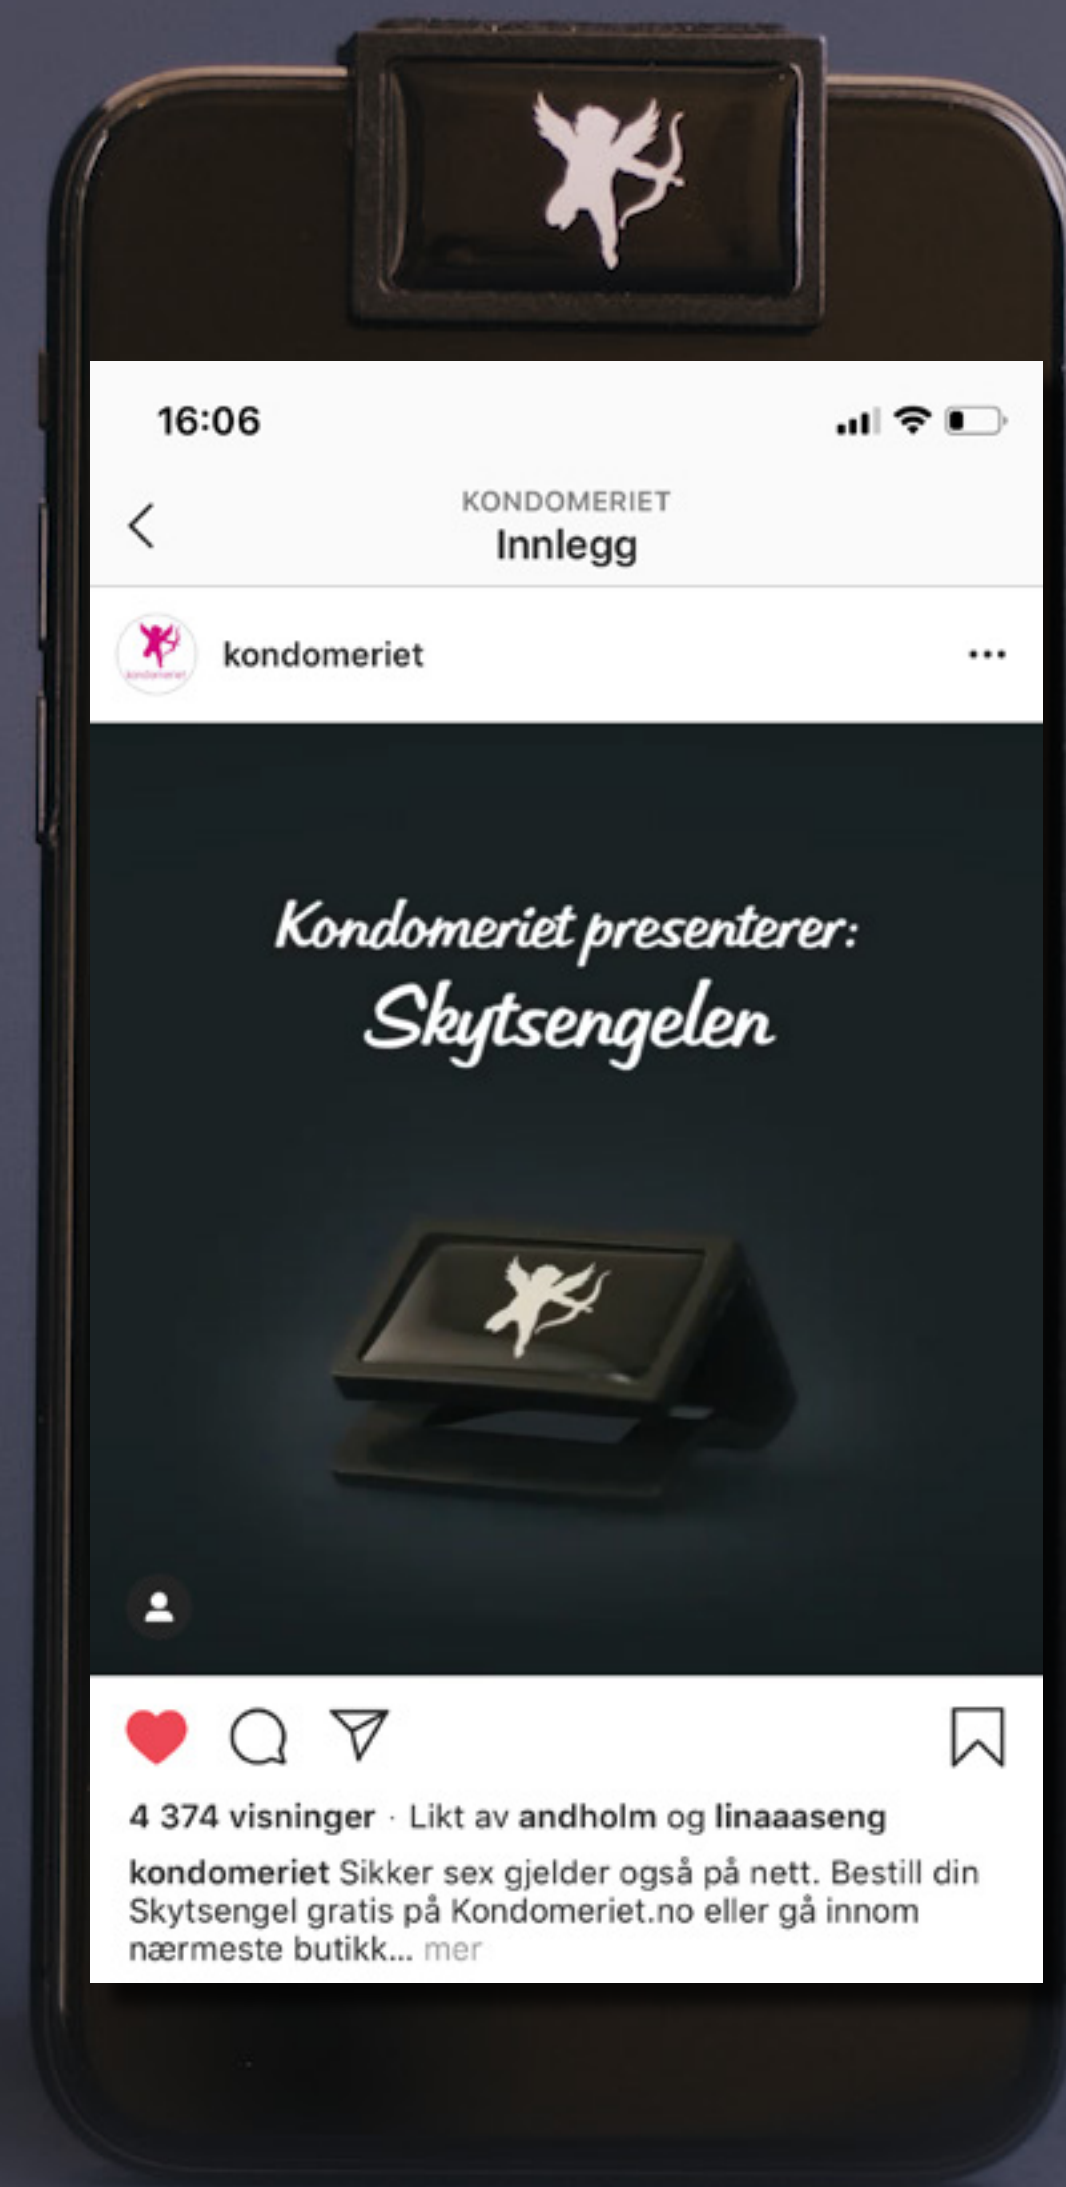 16:06
KONDOMERIET
Innlegg
kondomeriet
kondomeriet
Kondomeriet presenterer:
Skytsengelen
4 374 visninger · Likt av andholm og linaaaseng
kondomeriet Sikker sex gjelder også på nett. Bestill din
Skytsengel gratis på Kondomeriet.no eller gå innom
nærmeste butikk... mer